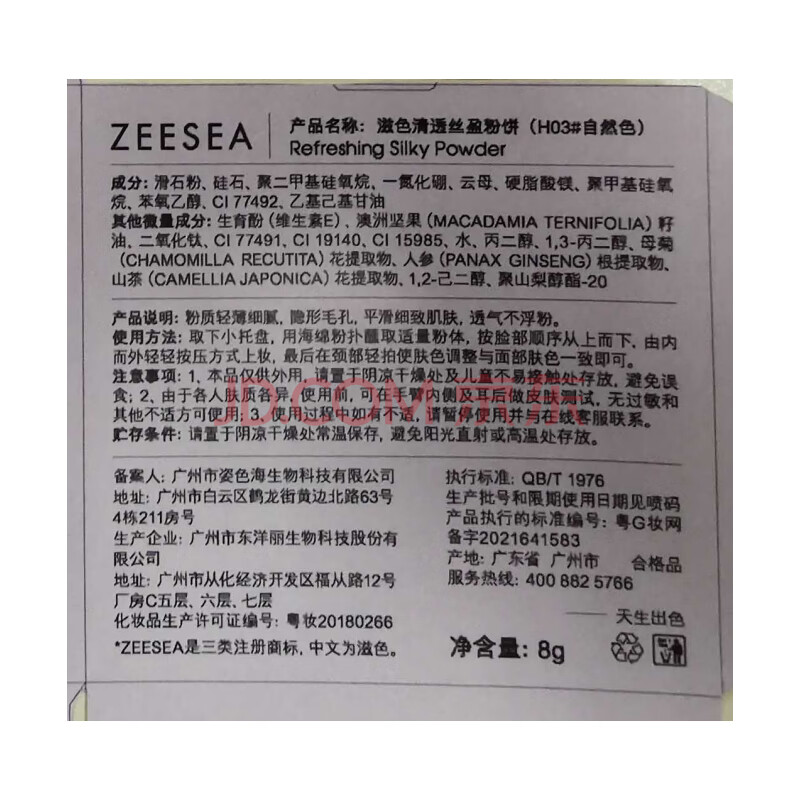 ZEESEA
产品名称：滋色清透丝盈粉饼（H03#自然色）
Refreshing Silky Powder
成分：滑石粉、硅石、聚二甲基硅氧烷、一氮化硼、云母、硬脂酸镁、聚甲基硅氧
烷、苯氧乙醇、CI 77492、乙基己基甘油
其他微量成分：生育酚（维生素E）、澳洲坚果（MACADAMIA TERNIFOLIA）籽
油、二氧化钛、CI 77491、CI 19140、CI 15985、水、丙二醇、1,3-丙二醇、母菊
（CHAMOMILLA RECUTITA）花提取物、人参（PANAX GINSENG）根提取物、
山茶（CAMELLIA JAPONICA）花提取物、1,2-己二醇、聚山梨醇酯-20
产品说明：粉质轻薄细腻，隐形毛孔，平滑细致肌肤，透气不浮粉。
使用方法：取下小托盘，用海绵粉扑蘸取适量粉体，按脸部顺序从上而下，由内
而外轻轻按压方式上妆，最后在颈部轻拍使肤色调整与面部肤色一致即可。
注意事项：1、本品仅供外用，请置于阴凉干燥处及儿童不易接触处存放，避免误
食；2、由于各人肤质各异，使用前，可在手臂内侧及耳后做皮肤测试，无过敏和
其他不适方可使用；3、使用过程中如有不适，请暂停使用并与在线客服联系。
贮存条件：请置于阴凉干燥处常温保存，避免阳光直射或高温处存放。
JD.COM
备案人：广州市姿色海生物科技有限公司
地址：广州市白云区鹤龙街黄边北路63号
4栋211房号
生产企业：广州市东洋丽生物科技股份有
限公司
地址：广州市从化经济开发区福从路12号
厂房C五层、六层、七层
化妆品生产许可证编号：粤妆20180266
*ZEESEA是三类注册商标，中文为滋色。
执行标准：QB/T 1976
生产批号和限期使用日期见喷码
产品执行的标准编号：粤G妆网
备字2021641583
产地：广东省 广州市 合格品
服务热线：400 882 5766
天生出色
净含量：8g